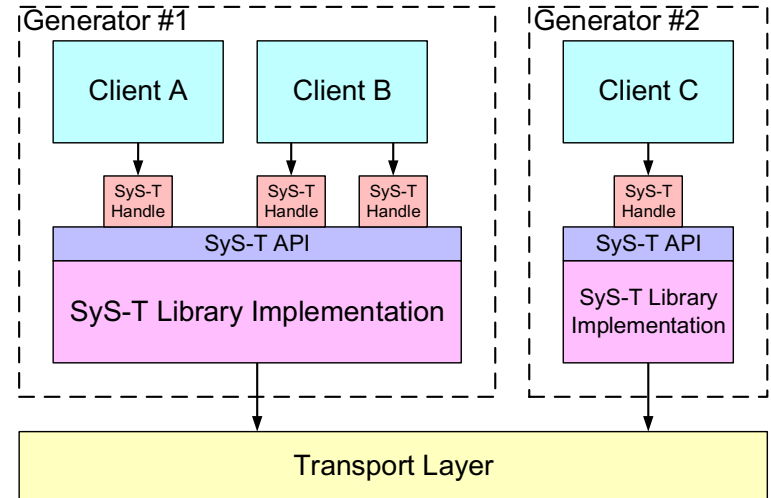 Generator #1
Generator #2
Client A
Client B
Client C
SyS-T
Handle
SyS-T
Handle
SyS-T
Handle
SyS-T
Handle
SyS-T API
SyS-T API
SyS-T Library Implementation
SyS-T Library
Implementation
Transport Layer